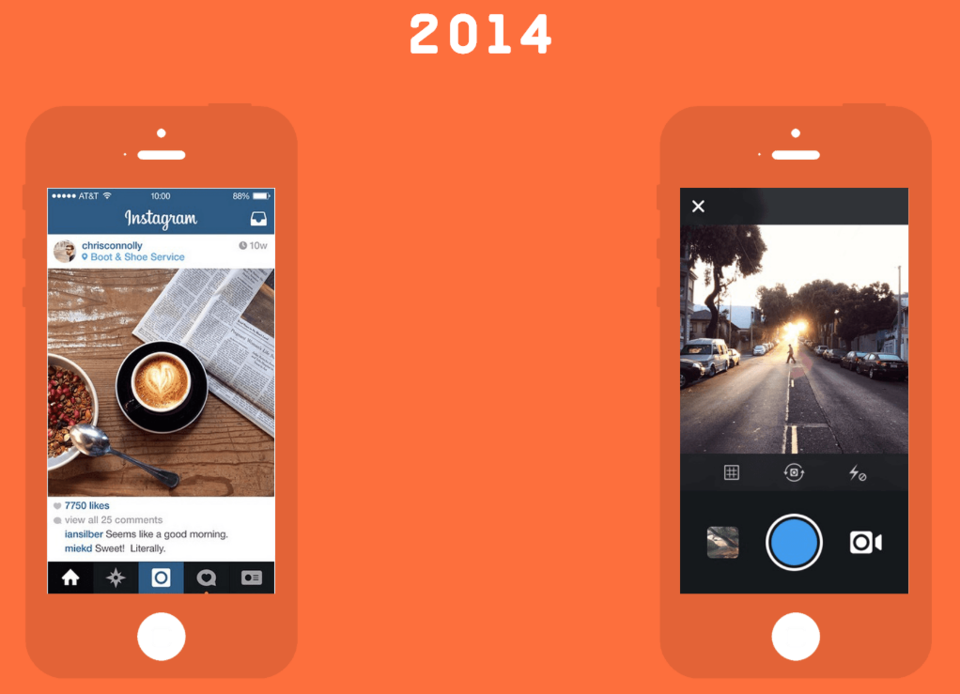 2014
AT&T 10:00 88%
Instagram
chrisconnolly 10w
Boot & Shoe Service
7750 likes
view all 25 comments
iansilber Seems like a good morning.
miekd Sweet! Literally.